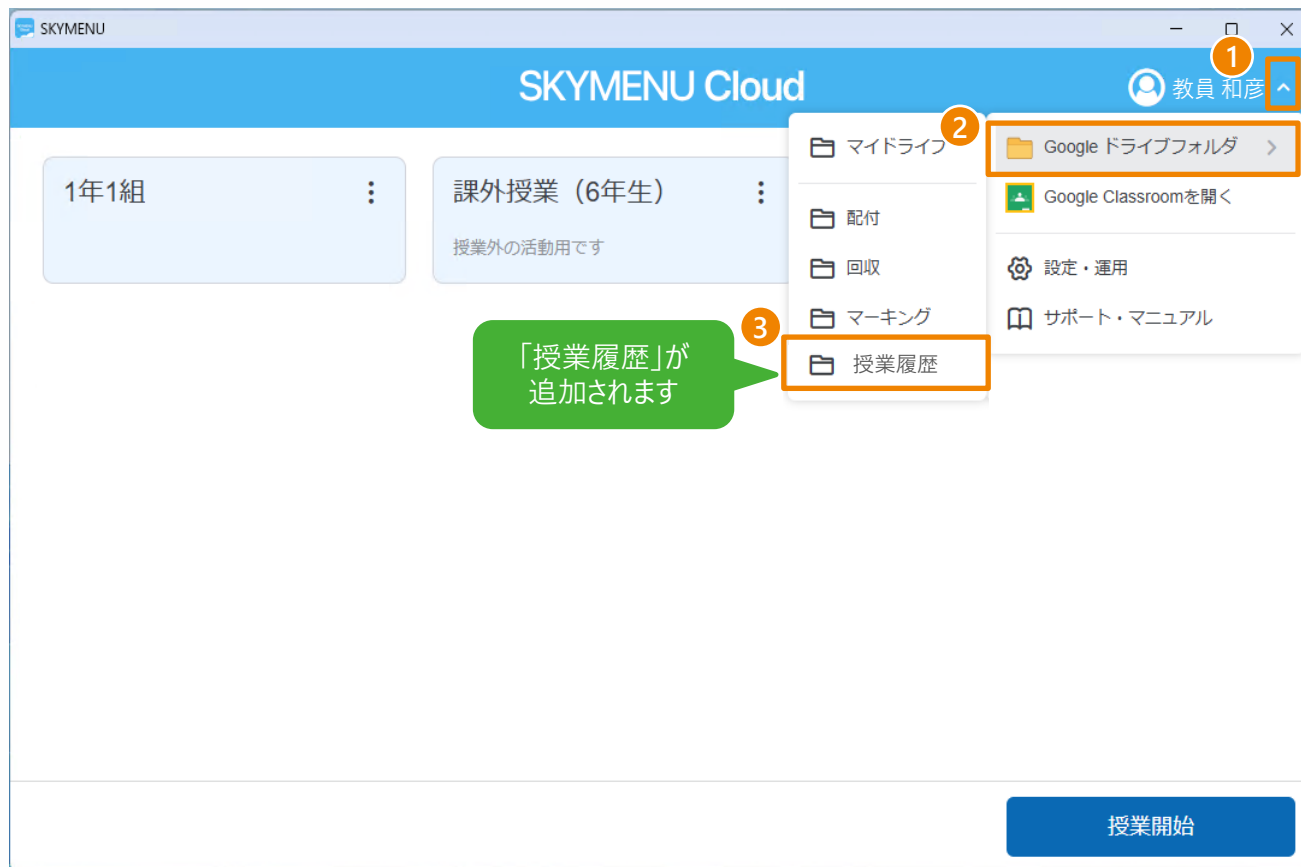 SKYMENU
SKYMENU Cloud
1
教員 和彦
1年1組
課外授業（6年生）
授業外の活動用です
マイドライブ
配付
回収
マーキング
3
授業履歴
2
Google ドライブフォルダ
Google Classroomを開く
設定・運用
サポート・マニュアル
「授業履歴」が
追加されます
授業開始